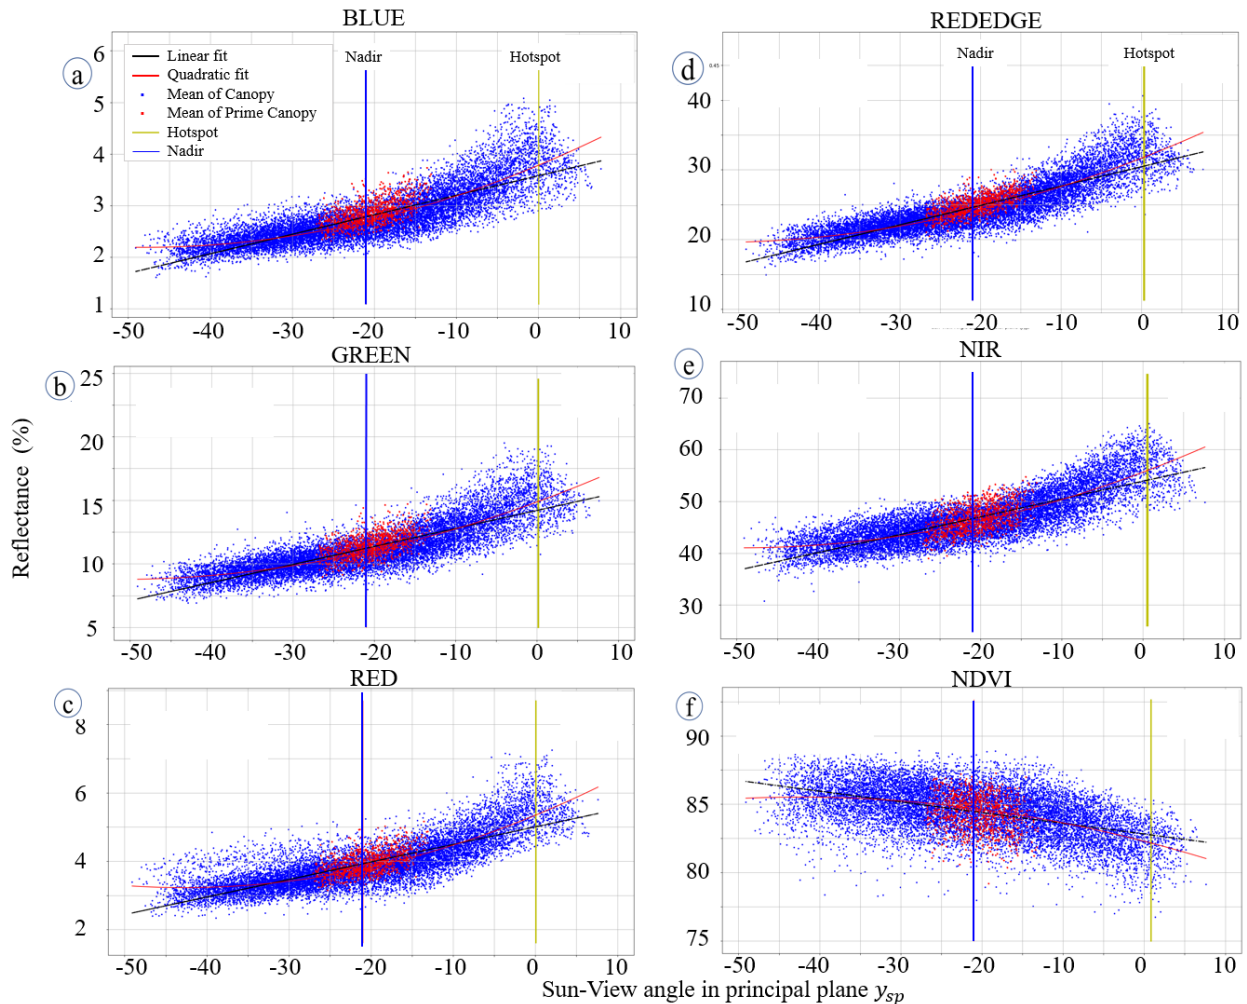 BLUE
a
6
5
4
3
2
1
Linear fit
Quadratic fit
Mean of Canopy
Mean of Prime Canopy
Hotspot
Nadir
Nadir
Hotspot
-50 -40 -30 -20 -10 0 10
GREEN
b
25
20
15
10
5
-50 -40 -30 -20 -10 0 10
RED
c
8
6
4
2
-50 -40 -30 -20 -10 0 10
Reflectance (%)
REDEDGE
d
0.45
40
30
20
10
Nadir
Hotspot
-50 -40 -30 -20 -10 0 10
NIR
e
70
60
50
40
30
-50 -40 -30 -20 -10 0 10
NDVI
f
90
85
80
75
-50 -40 -30 -20 -10 0 10
Sun-View angle in principal plane y_sp